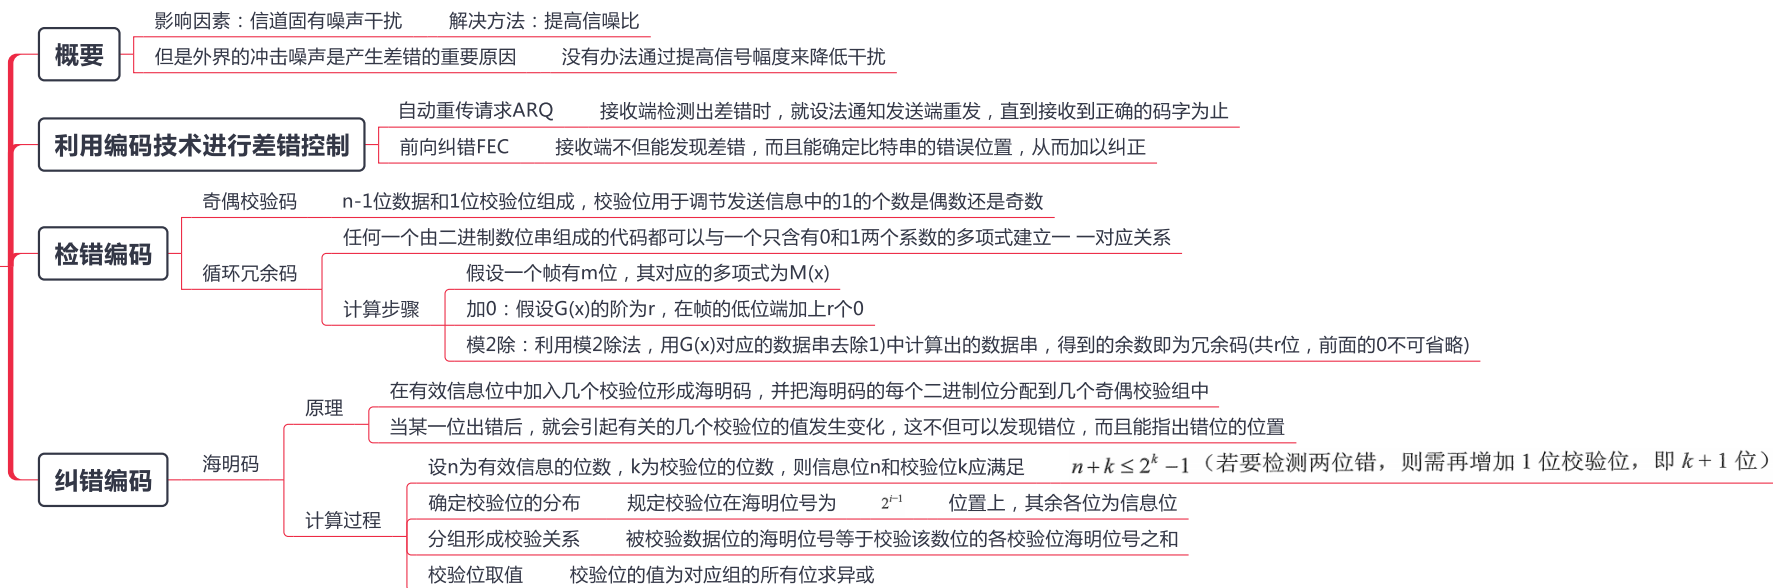 概要
影响因素：信道固有噪声干扰 解决方法：提高信噪比
但是外界的冲击噪声是产生差错的重要原因 没有办法通过提高信号幅度来降低干扰
利用编码技术进行差错控制
自动重传请求ARQ 接收端检测出差错时，就设法通知发送端重发，直到接收到正确的码字为止
前向纠错FEC 接收端不但能发现差错，而且能确定比特串的错误位置，从而加以纠正
检错编码
奇偶校验码 n-1位数据和1位校验位组成，校验位用于调节发送信息中的1的个数是偶数还是奇数
循环冗余码
任何一个由二进制数位串组成的代码都可以与一个只含有0和1两个系数的多项式建立一 一对应关系
计算步骤
假设一个帧有m位，其对应的多项式为M(x)
加0：假设G(x)的阶为r，在帧的低位端加上r个0
模2除：利用模2除法，用G(x)对应的数据串去除1)中计算出的数据串，得到的余数即为冗余码(共r位，前面的0不可省略)
纠错编码
海明码
原理
在有效信息位中加入几个校验位形成海明码，并把海明码的每个二进制位分配到几个奇偶校验组中
当某一位出错后，就会引起有关的几个校验位的值发生变化，这不但可以发现错位，而且能指出错位的位置
计算过程
设n为有效信息的位数，k为校验位的位数，则信息位n和校验位k应满足 n+k≤2^k−1（若要检测两位错，则需再增加 1 位校验位，即 k+1 位）
确定校验位的分布 规定校验位在海明位号为 2^{i−1} 位置上，其余各位为信息位
分组形成校验关系 被校验数据位的海明位号等于校验该数位的各校验位海明位号之和
校验位取值 校验位的值为对应组的所有位求异或